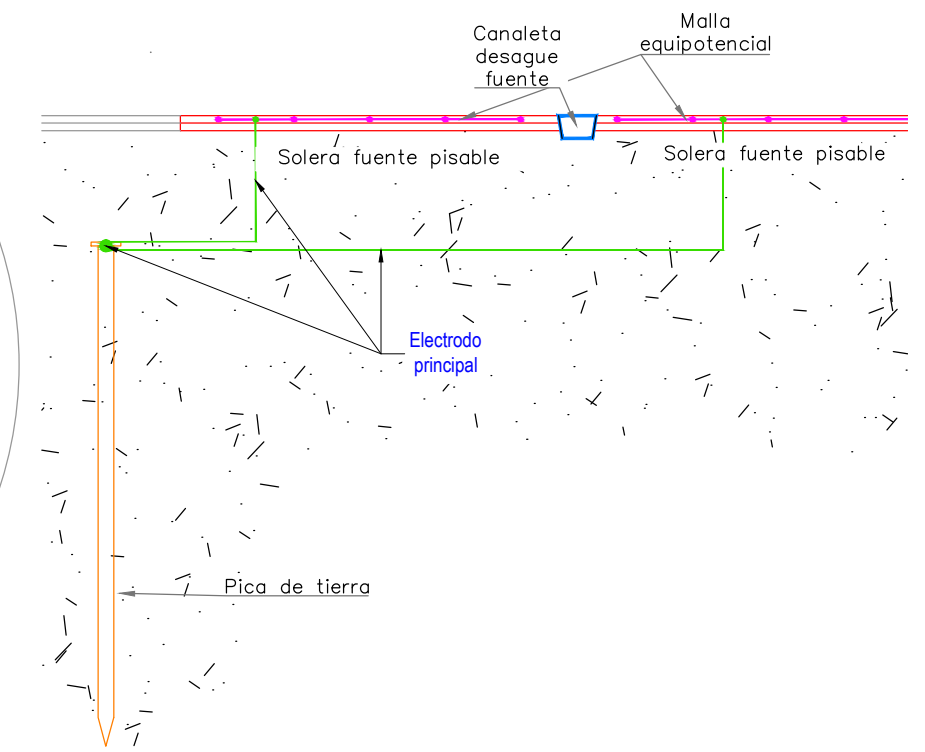 Malla
equipotencial
Canaleta
desague
fuente
Solera fuente pisable
Solera fuente pisable
Electrodo
principal
Pica de tierra